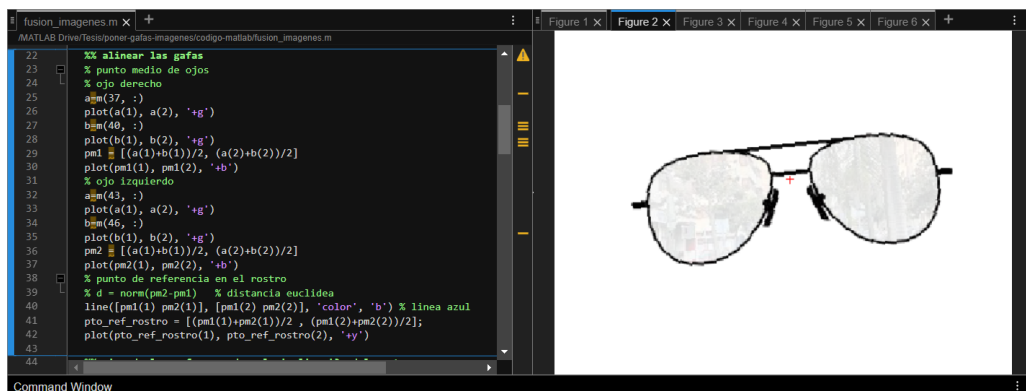 fusion_imagenes.m × +
Figure 1 × Figure 2 × Figure 3 × Figure 4 × Figure 5 × Figure 6 × +
/MATLAB Drive/Tesis/poner-gafas-imagenes/codigo-matlab/fusion_imagenes.m
22 %% alinear las gafas
23 % punto medio de ojos
24 % ojo derecho
25 a=m(37, :)
26 plot(a(1), a(2), '+g')
27 b=m(40, :)
28 plot(b(1), b(2), '+g')
29 pm1 = [(a(1)+b(1))/2, (a(2)+b(2))/2]
30 plot(pm1(1), pm1(2), '+b')
31 % ojo izquierdo
32 a=m(43, :)
33 plot(a(1), a(2), '+g')
34 b=m(46, :)
35 plot(b(1), b(2), '+g')
36 pm2 = [(a(1)+b(1))/2, (a(2)+b(2))/2]
37 plot(pm2(1), pm2(2), '+b')
38 % punto de referencia en el rostro
39 % d = norm(pm2-pm1) % distancia euclidea
40 line([pm1(1) pm2(1)], [pm1(2) pm2(2)], 'color', 'b') % linea azul
41 pto_ref_rostro = [(pm1(1)+pm2(1))/2 , (pm1(2)+pm2(2))/2];
42 plot(pto_ref_rostro(1), pto_ref_rostro(2), '+y')
43
44
Command Window